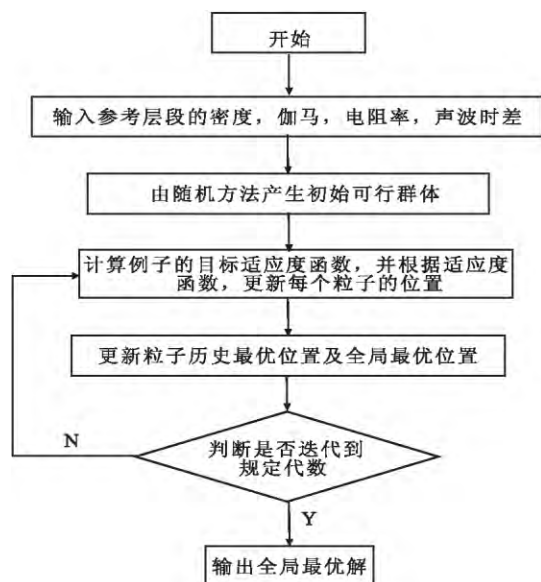 开始
输入参考层段的密度，伽马，电阻率，声波时差
由随机方法产生初始可行群体
计算例子的目标适应度函数，并根据适应度
函数，更新每个粒子的位置
更新粒子历史最优位置及全局最优位置
N
判断是否迭代到
规定代数
Y
输出全局最优解